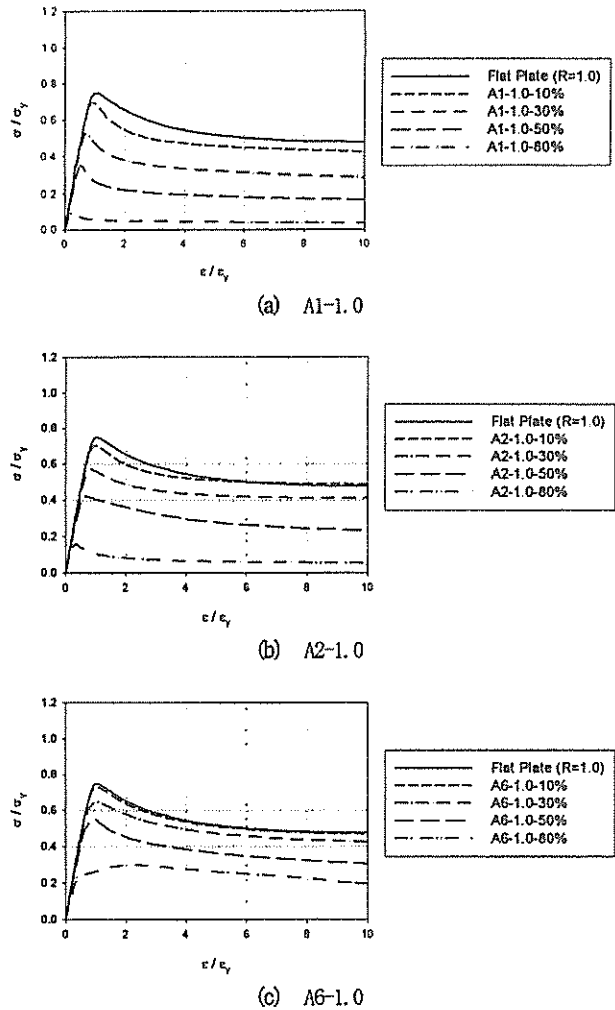 1.2
1.0
0.8
0.6
0.4
0.2
0.0
σ / σY
0 2 4 6 8 10
ε / εY
Flat Plate (R=1.0)
A1-1.0-10%
A1-1.0-30%
A1-1.0-50%
A1-1.0-80%
(a) A1-1.0
1.2
1.0
0.8
0.6
0.4
0.2
0.0
σ / σY
0 2 4 6 8 10
ε / εY
Flat Plate (R=1.0)
A2-1.0-10%
A2-1.0-30%
A2-1.0-50%
A2-1.0-80%
(b) A2-1.0
1.2
1.0
0.8
0.6
0.4
0.2
0.0
σ / σY
0 2 4 6 8 10
ε / εY
Flat Plate (R=1.0)
A6-1.0-10%
A6-1.0-30%
A6-1.0-50%
A6-1.0-80%
(c) A6-1.0